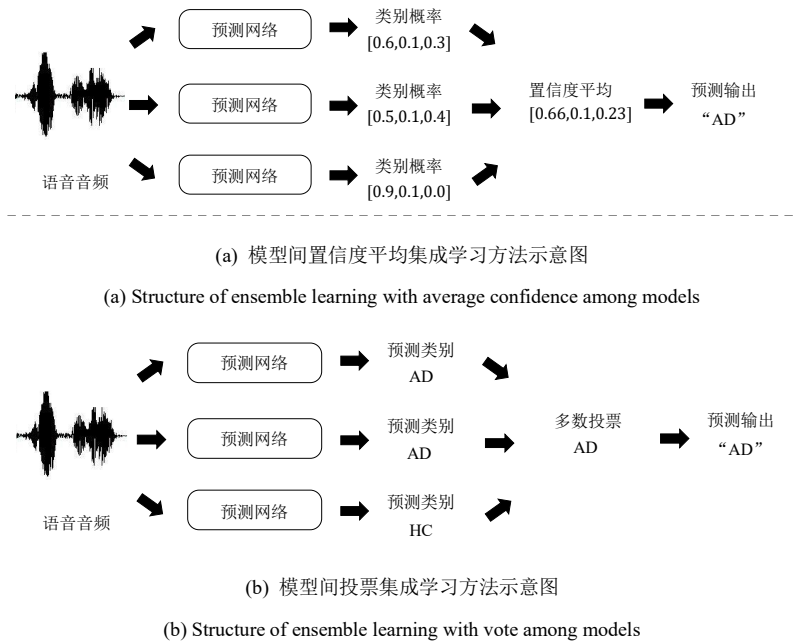 预测网络
类别概率
[0.6,0.1,0.3]
预测网络
类别概率
[0.5,0.1,0.4]
置信度平均
[0.66,0.1,0.23]
预测输出
“AD”
语音音频
预测网络
类别概率
[0.9,0.1,0.0]
(a) 模型间置信度平均集成学习方法示意图
(a) Structure of ensemble learning with average confidence among models
预测网络
预测类别
AD
预测网络
预测类别
AD
多数投票
AD
预测输出
“AD”
语音音频
预测网络
预测类别
HC
(b) 模型间投票集成学习方法示意图
(b) Structure of ensemble learning with vote among models